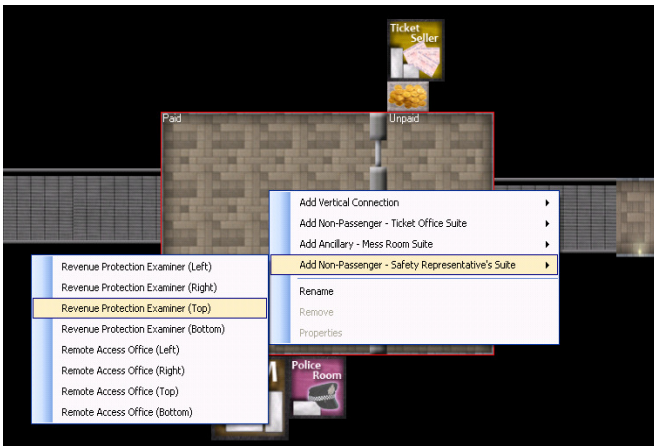 Ticket
Seller
Paid
Unpaid
Add Vertical Connection
Add Non-Passenger - Ticket Office Suite
Add Ancillary - Mess Room Suite
Add Non-Passenger - Safety Representative's Suite
Rename
Remove
Properties
Revenue Protection Examiner (Left)
Revenue Protection Examiner (Right)
Revenue Protection Examiner (Top)
Revenue Protection Examiner (Bottom)
Remote Access Office (Left)
Remote Access Office (Right)
Remote Access Office (Top)
Remote Access Office (Bottom)
Police
Room